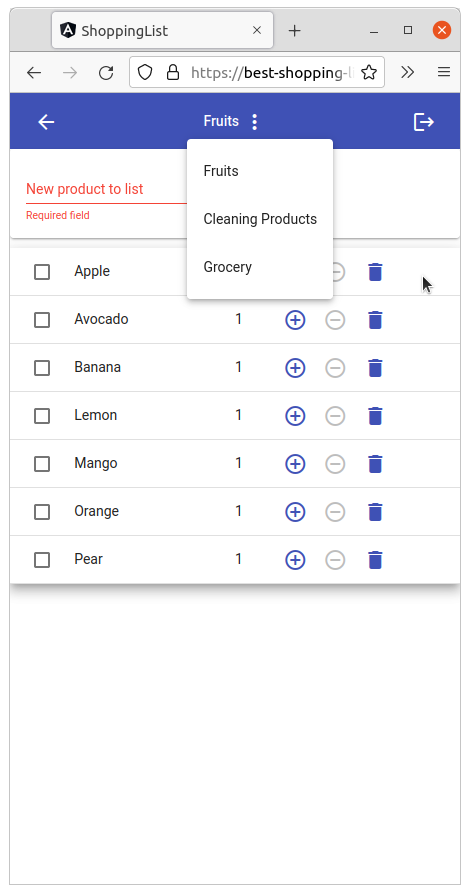 ShoppingList
https://best-shopping-l
Fruits
Fruits
Cleaning Products
Grocery
New product to list
Required field
Apple
Avocado 1
Banana 1
Lemon 1
Mango 1
Orange 1
Pear 1